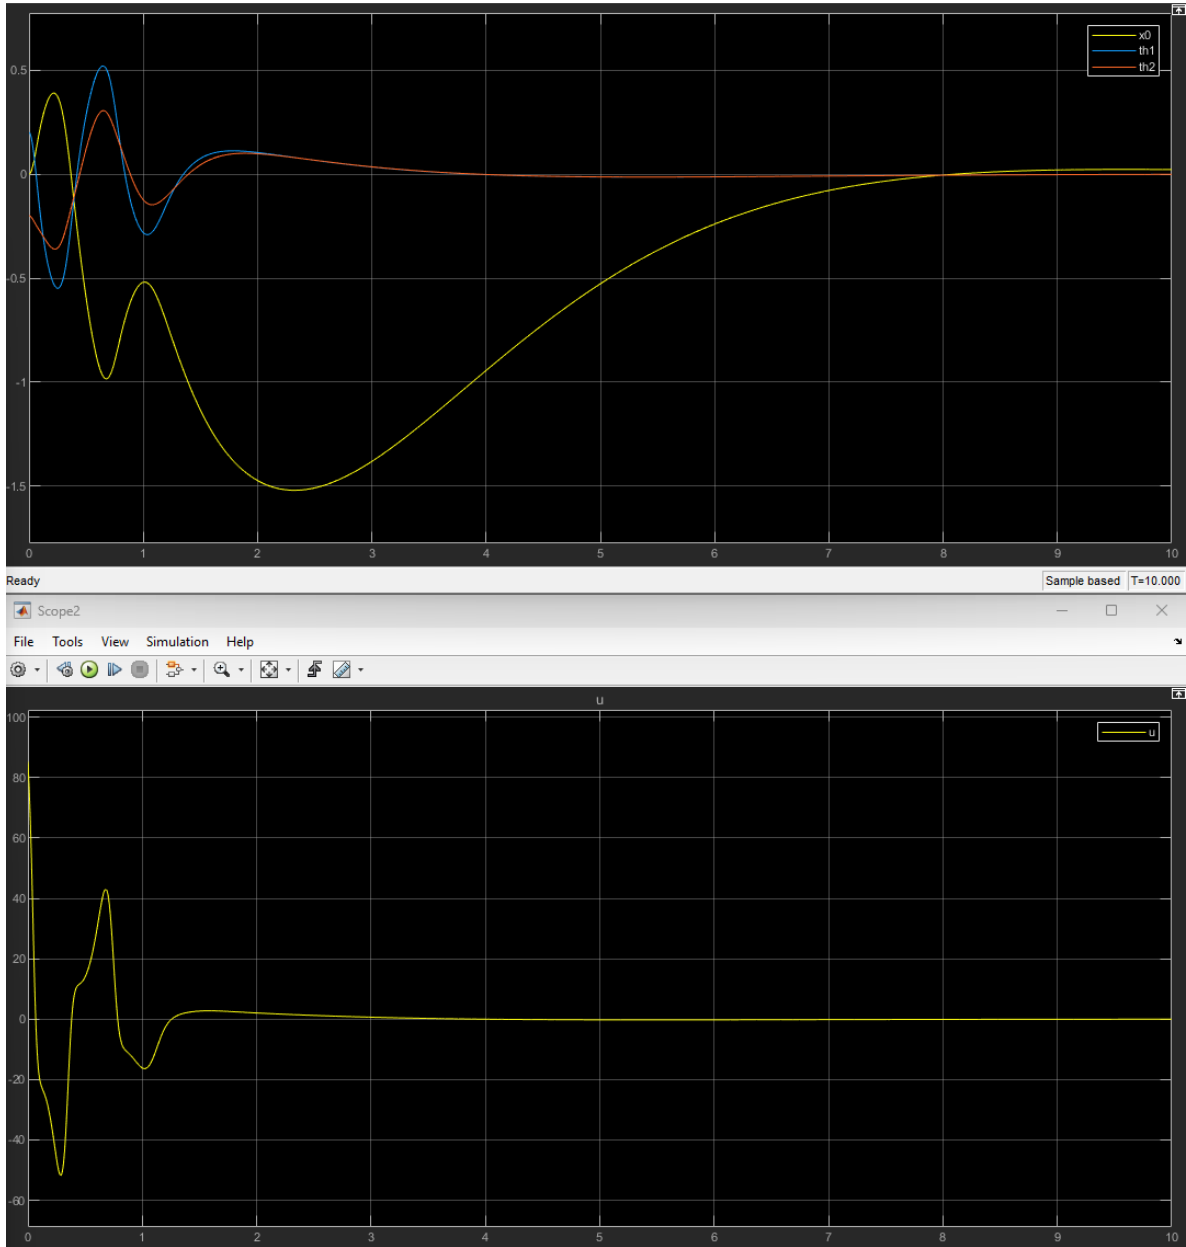 x0
th1
th2
0.5
0
-0.5
-1
-1.5
0 1 2 3 4 5 6 7 8 9 10
Ready Sample based T=10.000
Scope2
File Tools View Simulation Help
u
u
100
80
60
40
20
0
-20
-40
-60
0 1 2 3 4 5 6 7 8 9 10